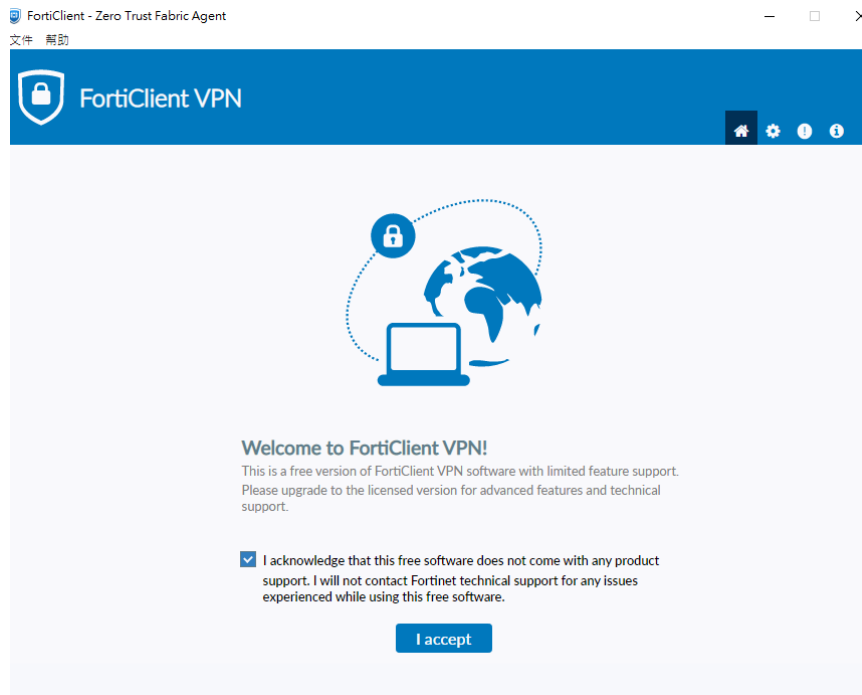 FortiClient - Zero Trust Fabric Agent
文件 幫助
FortiClient VPN
Welcome to FortiClient VPN!
This is a free version of FortiClient VPN software with limited feature support.
Please upgrade to the licensed version for advanced features and technical
support.
I acknowledge that this free software does not come with any product
support. I will not contact Fortinet technical support for any issues
experienced while using this free software.
I accept